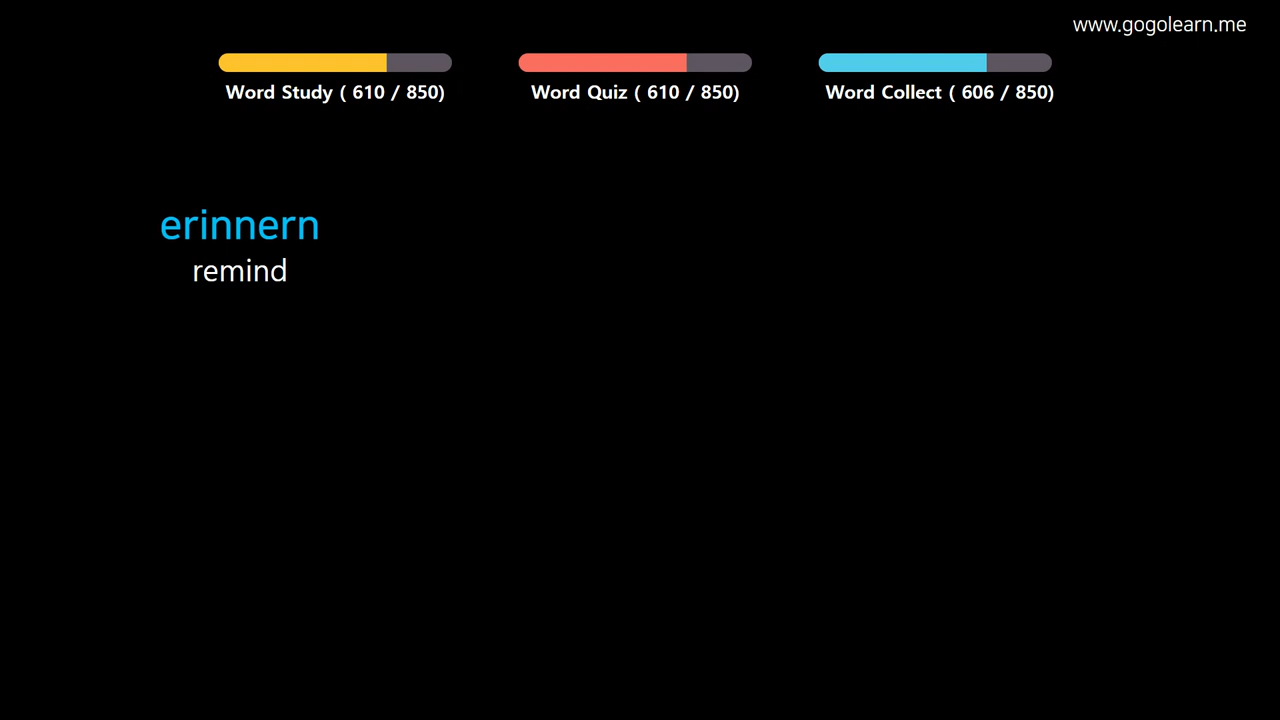 www.gogolearn.me
Word Study ( 610 / 850)
Word Quiz ( 610 / 850)
Word Collect ( 606 / 850)
erinnern
remind